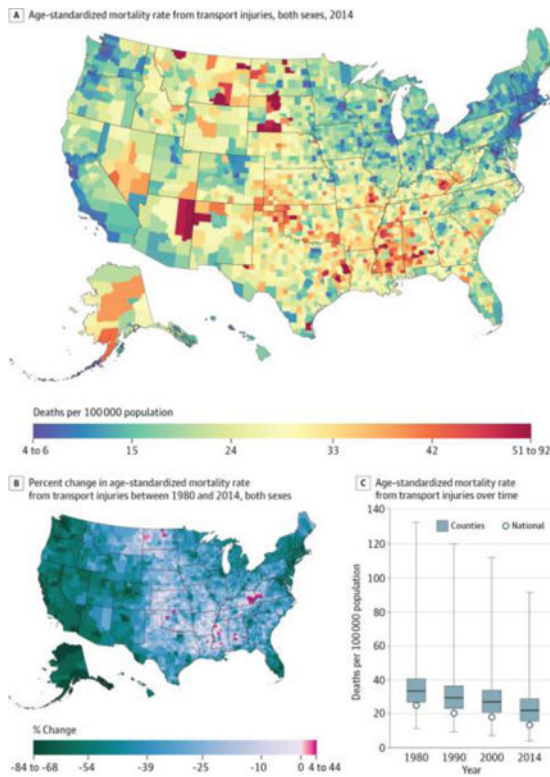 A Age-standardized mortality rate from transport injuries, both sexes, 2014
Deaths per 100 000 population
4 to 6 15 24 33 42 51 to 92
B Percent change in age-standardized mortality rate
from transport injuries between 1980 and 2014, both sexes
% Change
-84 to -68 -54 -39 -25 0 4 to 44
C Age-standardized mortality rate
from transport injuries over time
Counties National
140
120
100
80
60
40
20
0
Deaths per 100 000 population
1980 1990 2000 2014
Year